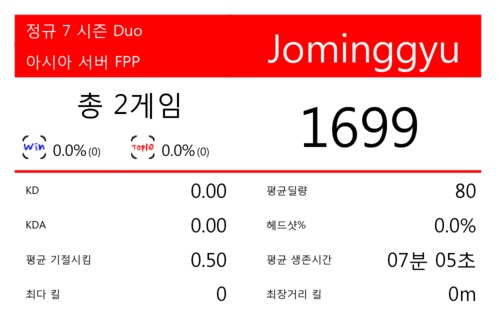 정규 7 시즌 Duo
아시아 서버 FPP
Jominggyu
총 2게임
Win 0.0% (0)
TOP10 0.0% (0)
1699
KD 0.00
평균딜량 80
KDA 0.00
헤드샷% 0.0%
평균 기절시킴 0.50
평균 생존시간 07분 05초
최다 킬 0
최장거리 킬 0m